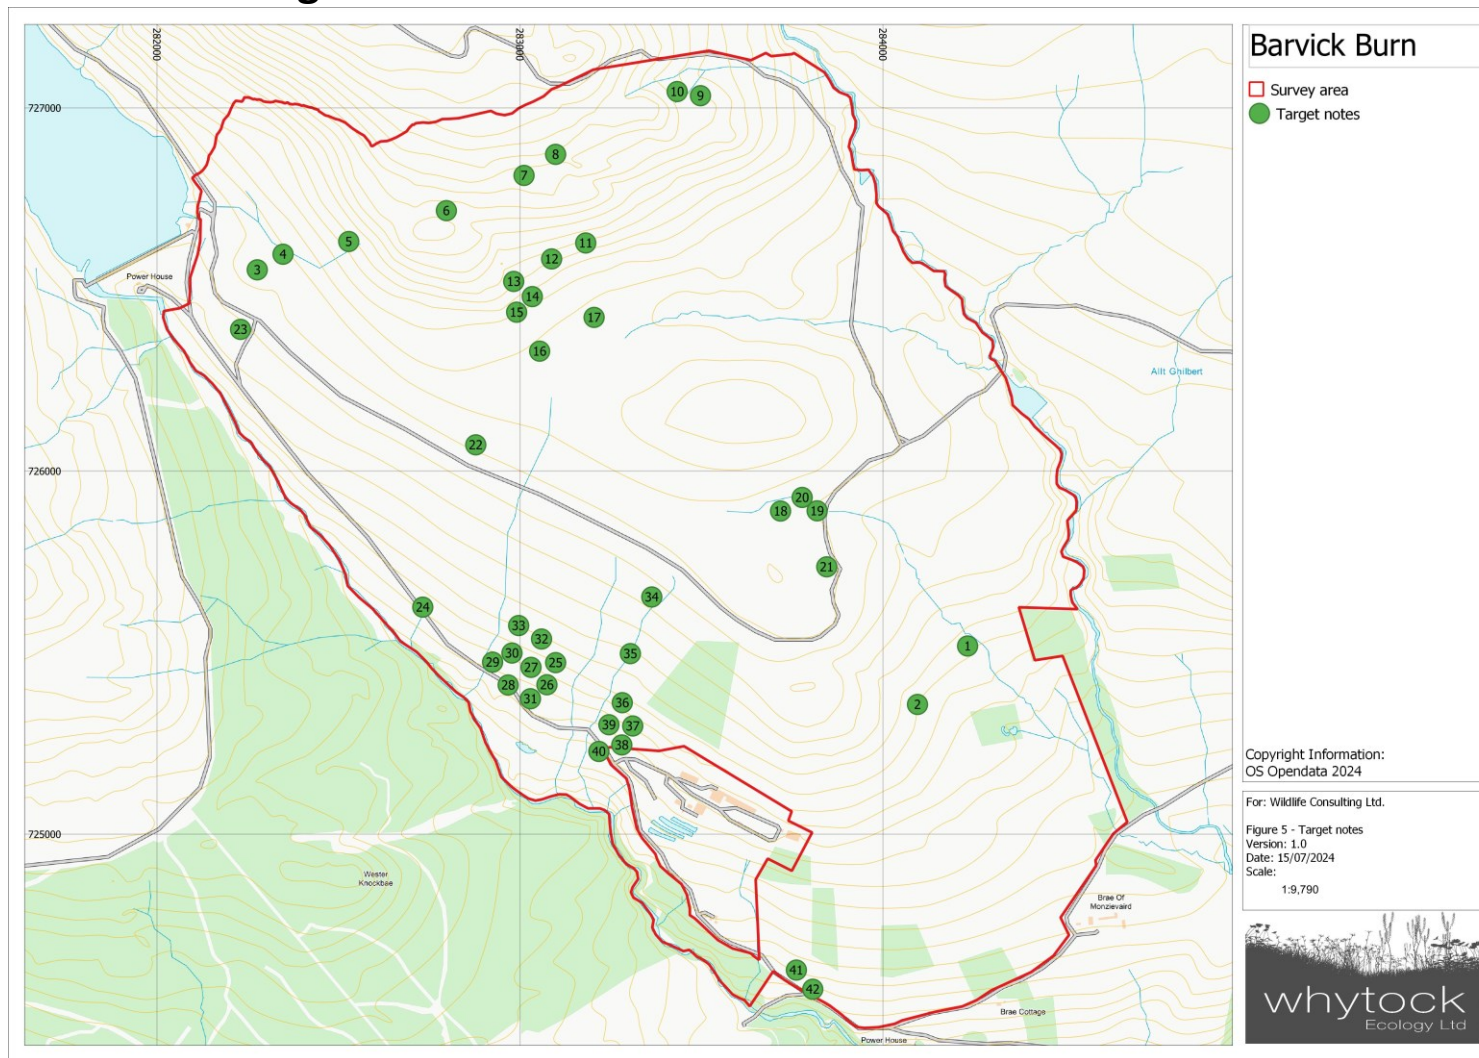 Barvick Burn
Survey area
Target notes
282000
283000
284000
727000
726000
725000
10
9
8
7
6
5
4
3
11
12
13
14
15
17
16
23
22
20
18
19
21
24
34
33
32
30
29
27
25
28
26
31
35
36
39
37
38
40
1
2
41
42
Power House
Allt Ghilbert
Wester
Knockbae
Brae Of
Monzievaird
Brae Cottage
Power House
Copyright Information:
OS Opendata 2024
For: Wildlife Consulting Ltd.
Figure 5 - Target notes
Version: 1.0
Date: 15/07/2024
Scale:
1:9,790
whytock
Ecology Ltd